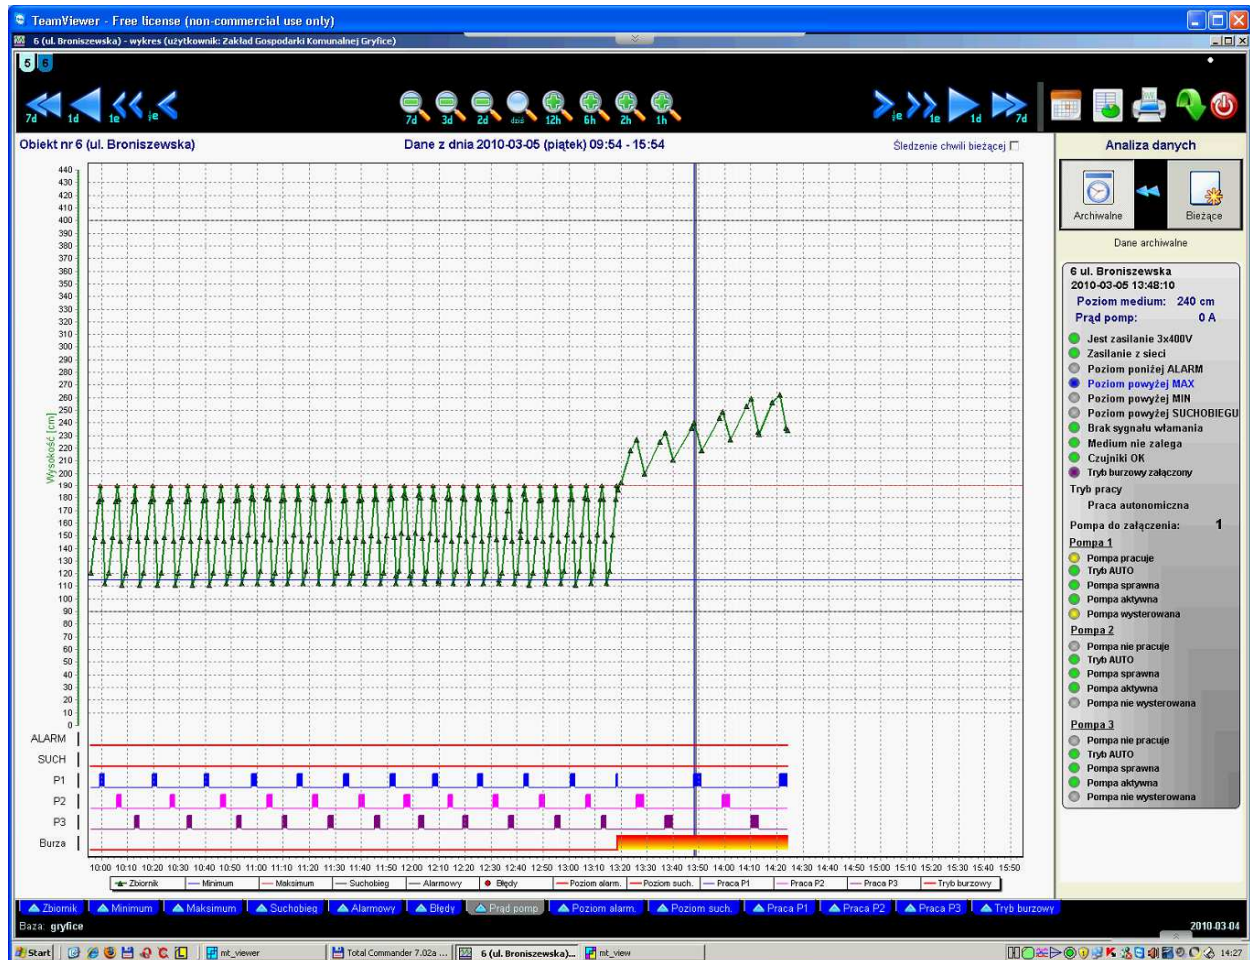 TeamViewer - Free license (non-commercial use only)
6 (ul. Broniszewska) - wykres (użytkownik: Zakład Gospodarki Komunalnej Gryfice)
5 6
7d 1d 1e ½e 7d 3d 2d dziś 12h 6h 2h 1h ½e 1e 1d 7d
Obiekt nr 6 (ul. Broniszewska)
Dane z dnia 2010-03-05 (piątek) 09:54 - 15:54
Śledzenie chwili bieżącej
Wysokość [cm]
440
430
420
410
400
390
380
370
360
350
340
330
320
310
300
290
280
270
260
250
240
230
220
210
200
190
180
170
160
150
140
130
120
110
100
90
80
70
60
50
40
30
20
10
0
ALARM
SUCH
P1
P2
P3
Burza
10:00 10:10 10:20 10:30 10:40 10:50 11:00 11:10 11:20 11:30 11:40 11:50 12:00 12:10 12:20 12:30 12:40 12:50 13:00 13:10 13:20 13:30 13:40 13:50 14:00 14:10 14:20 14:30 14:40 14:50 15:00 15:10 15:20 15:30 15:40 15:50
Zbiornik Minimum Maksimum Suchobieg Alarmowy Błędy Poziom alarm. Poziom such. Praca P1 Praca P2 Praca P3 Tryb burzowy
Analiza danych
Archiwalne Bieżące
Dane archiwalne
6 ul. Broniszewska
2010-03-05 13:48:10
Poziom medium: 240 cm
Prąd pomp: 0 A
Jest zasilanie 3x400V
Zasilanie z sieci
Poziom poniżej ALARM
Poziom powyżej MAX
Poziom powyżej MIN
Poziom powyżej SUCHOBIEGU
Brak sygnału włamania
Medium nie zalega
Czujniki OK
Tryb burzowy załączony
Tryb pracy
Praca autonomiczna
Pompa do załączenia: 1
Pompa 1
Pompa pracuje
Tryb AUTO
Pompa sprawna
Pompa aktywna
Pompa wysterowana
Pompa 2
Pompa nie pracuje
Tryb AUTO
Pompa sprawna
Pompa aktywna
Pompa nie wysterowana
Pompa 3
Pompa nie pracuje
Tryb AUTO
Pompa sprawna
Pompa aktywna
Pompa nie wysterowana
Zbiornik Minimum Maksimum Suchobieg Alarmowy Błędy Prąd pomp Poziom alarm. Poziom such. Praca P1 Praca P2 Praca P3 Tryb burzowy
Baza: gryfice
2010-03-04
Start mt_viewer Total Commander 7.02a ... 6 (ul. Broniszewska)... mt_view 14:27